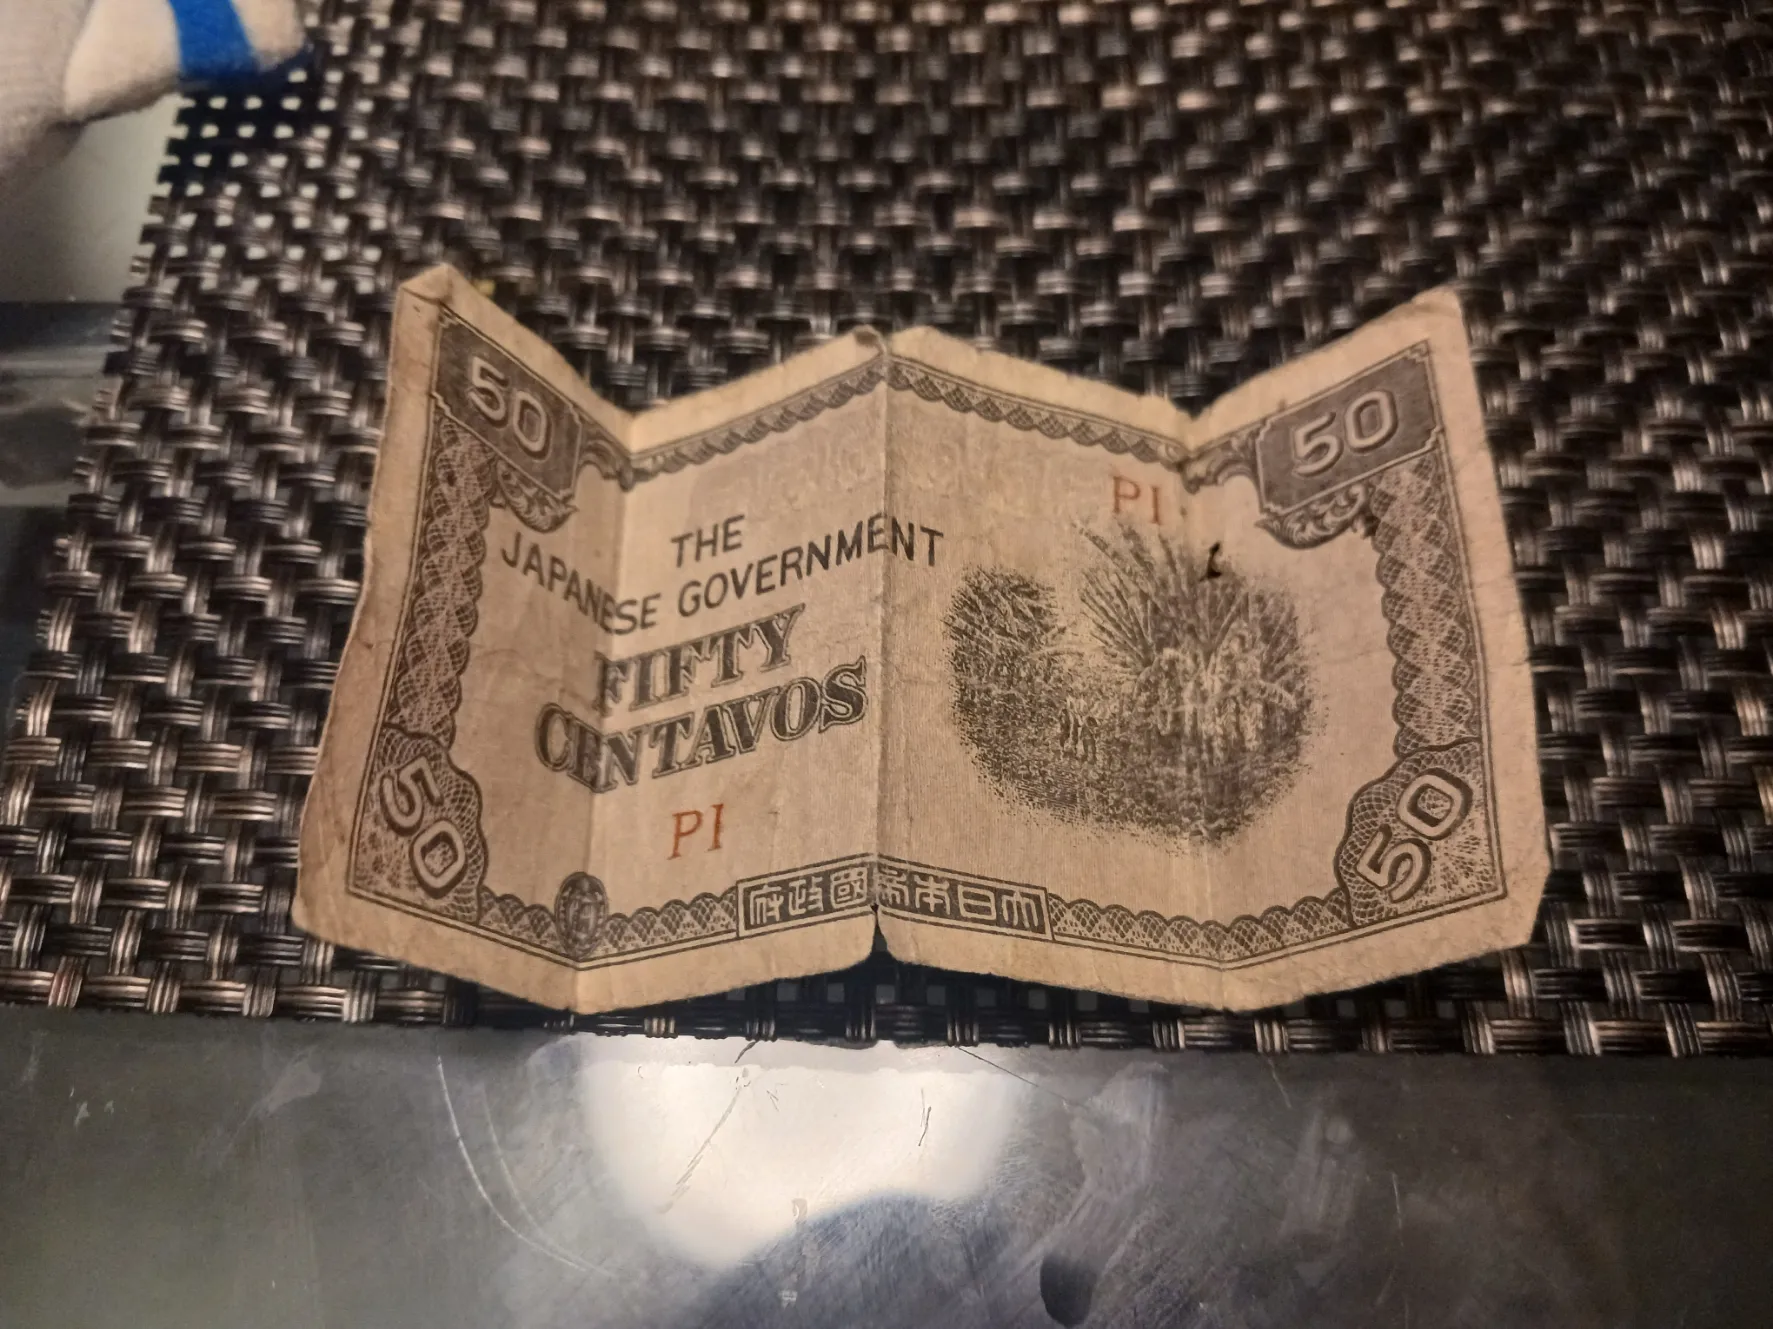 50
50
PI
THE
JAPANESE GOVERNMENT
FIFTY
CENTAVOS
PI
50
50
府政國帝本日大